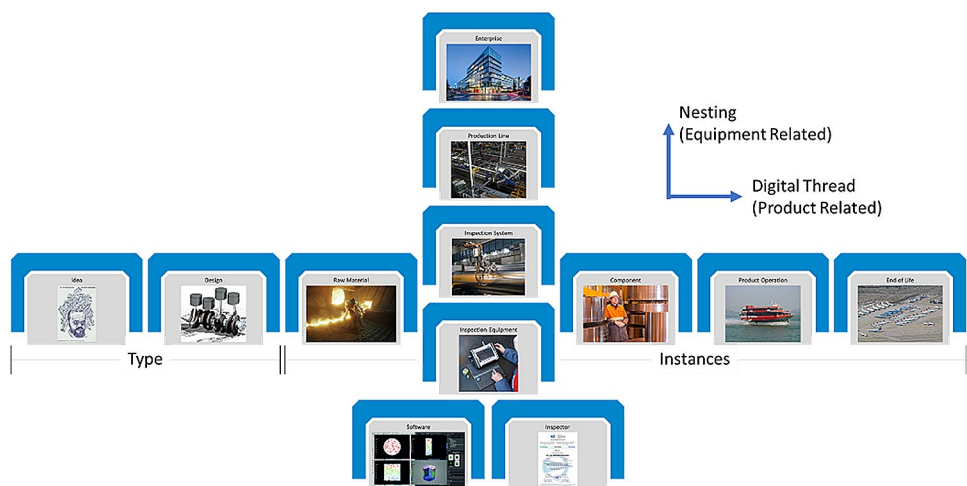 Enterprise
Production Line
Nesting
(Equipment Related)
Digital Thread
(Product Related)
Inspection System
Idea
Design
Raw Material
Component
Product Operation
End of Life
Inspection Equipment
Type
Instances
Software
Inspector